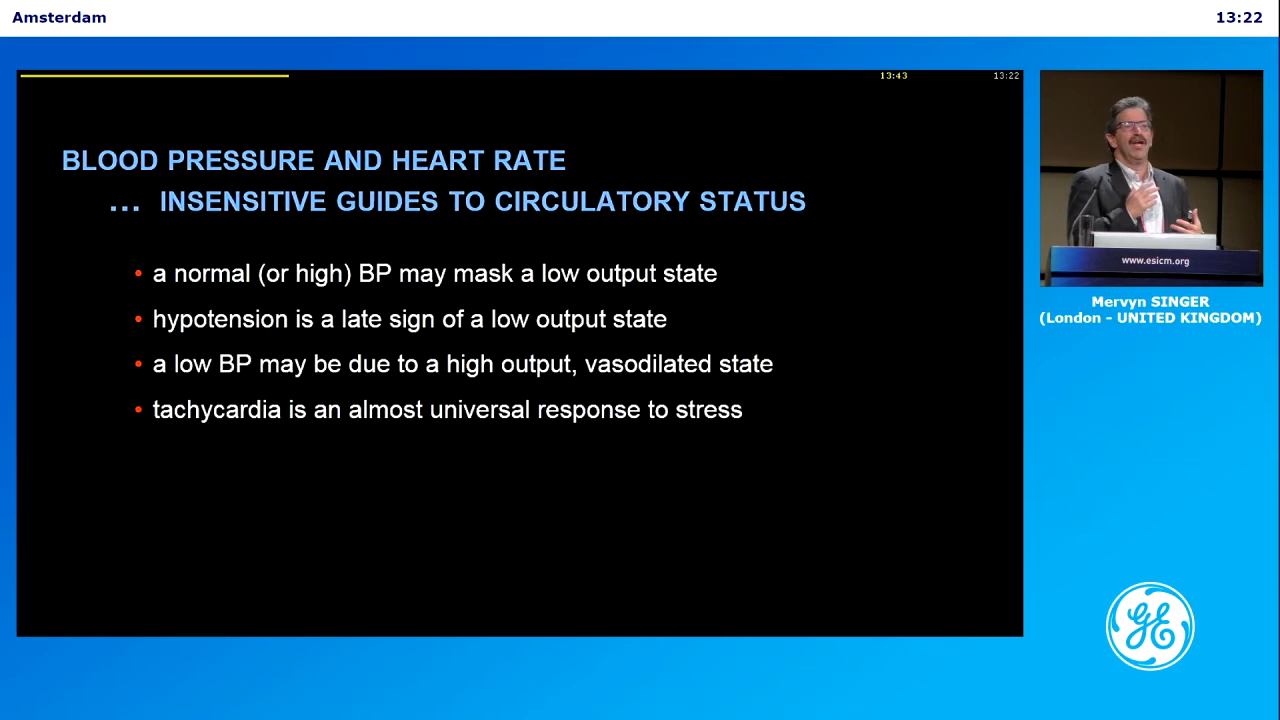 Amsterdam
13:22
13:43
13:22
BLOOD PRESSURE AND HEART RATE
... INSENSITIVE GUIDES TO CIRCULATORY STATUS
• a normal (or high) BP may mask a low output state
• hypotension is a late sign of a low output state
• a low BP may be due to a high output, vasodilated state
• tachycardia is an almost universal response to stress
www.esicm.org
Mervyn SINGER
(London - UNITED KINGDOM)
GE